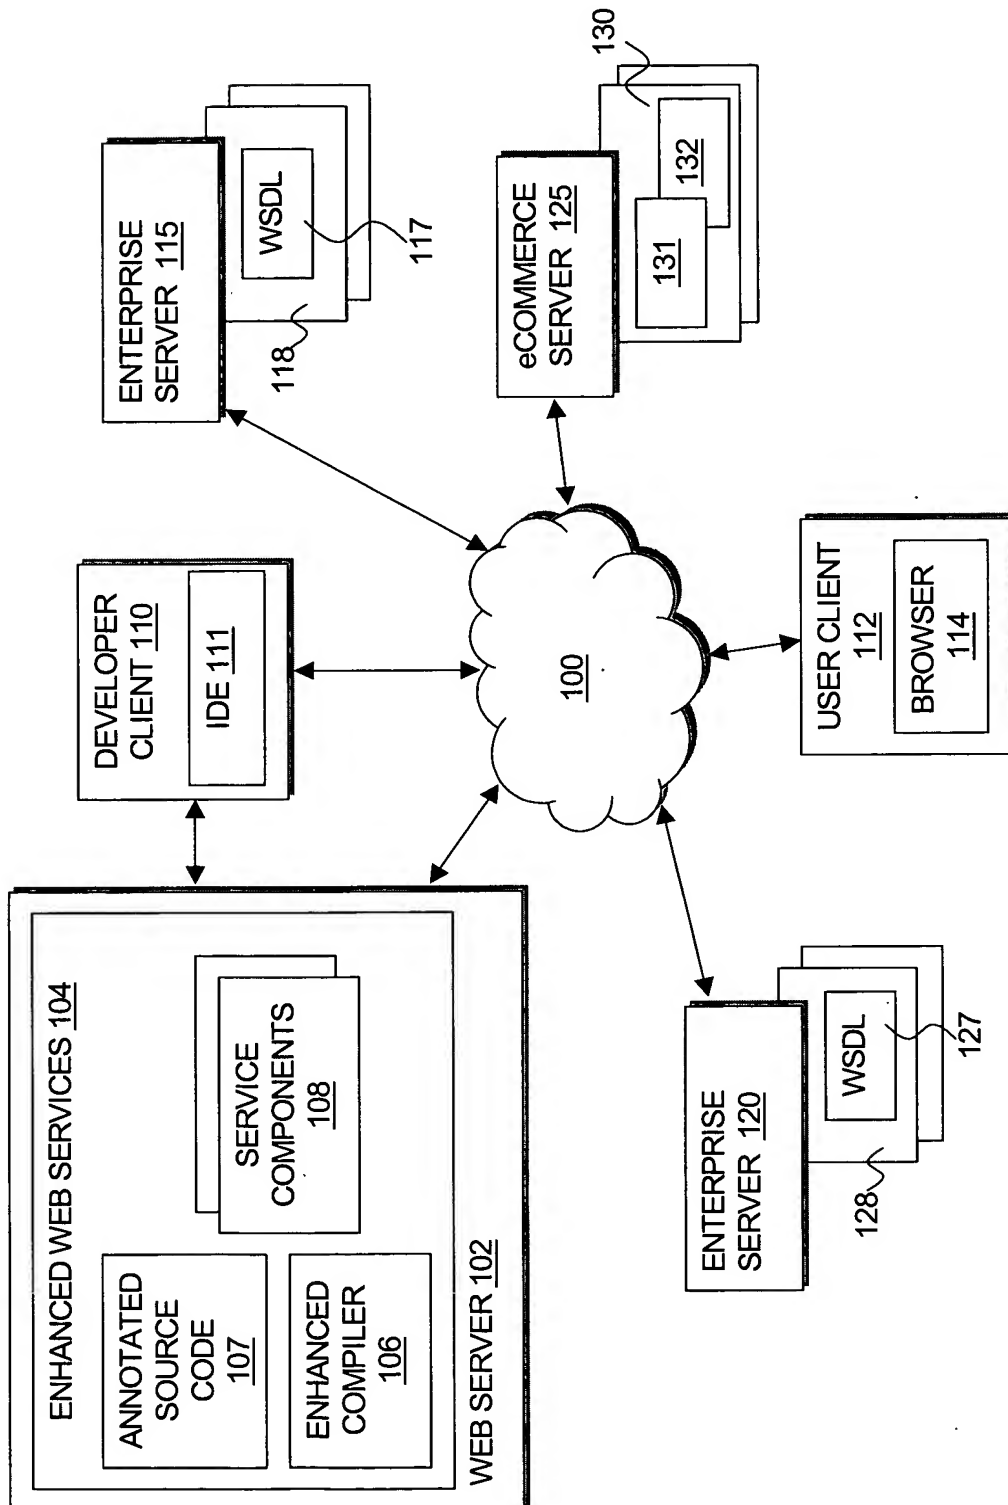 ENHANCED WEB SERVICES 104
ANNOTATED
SOURCE
CODE
107
ENHANCED
COMPILER
106
SERVICE
COMPONENTS
108
WEB SERVER 102
DEVELOPER
CLIENT 110
IDE 111
ENTERPRISE
SERVER 115
WSDL
117
118
100
eCOMMERCE
SERVER 125
130
131
132
ENTERPRISE
SERVER 120
WSDL
127
128
USER CLIENT
112
BROWSER
114